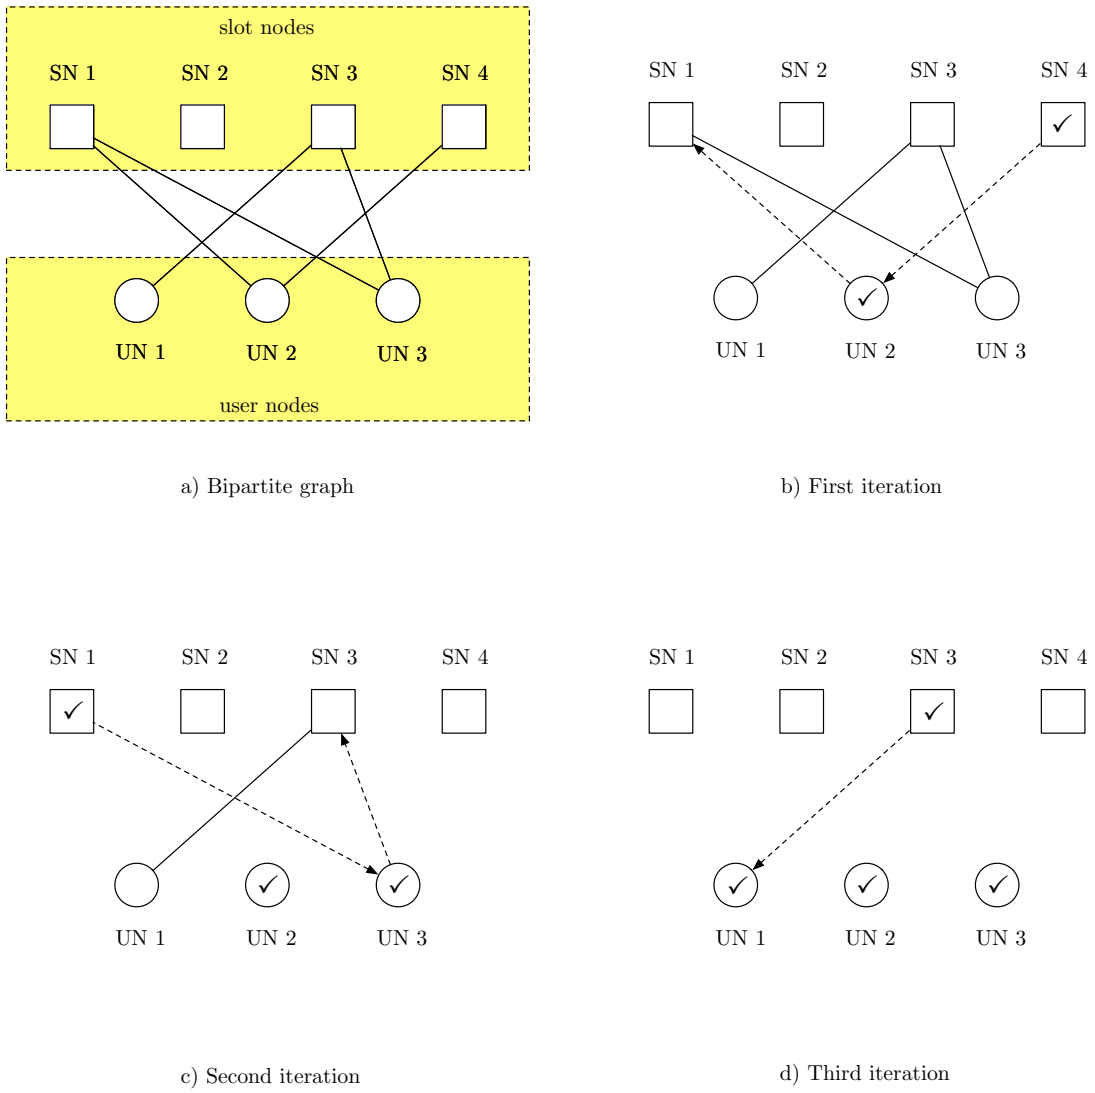 slot nodes
SN 1 SN 2 SN 3 SN 4
UN 1 UN 2 UN 3
user nodes
a) Bipartite graph
SN 1 SN 2 SN 3 SN 4
✓
✓
UN 1 UN 2 UN 3
b) First iteration
SN 1 SN 2 SN 3 SN 4
✓
✓ ✓
UN 1 UN 2 UN 3
c) Second iteration
SN 1 SN 2 SN 3 SN 4
✓
✓ ✓ ✓
UN 1 UN 2 UN 3
d) Third iteration